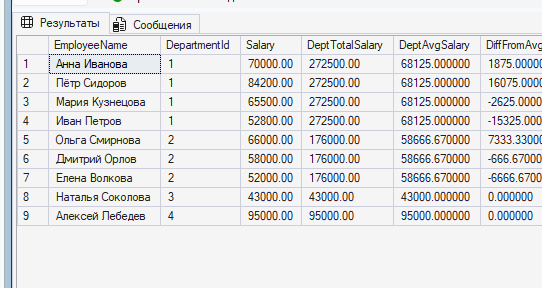 Результаты Сообщения
EmployeeName DepartmentId Salary DeptTotalSalary DeptAvgSalary DiffFromAvg
1 Анна Иванова 1 70000.00 272500.00 68125.000000 1875.0000
2 Пётр Сидоров 1 84200.00 272500.00 68125.000000 16075.0000
3 Мария Кузнецова 1 65500.00 272500.00 68125.000000 -2625.0000
4 Иван Петров 1 52800.00 272500.00 68125.000000 -15325.000
5 Ольга Смирнова 2 66000.00 176000.00 58666.670000 7333.3300
6 Дмитрий Орлов 2 58000.00 176000.00 58666.670000 -666.67000
7 Елена Волкова 2 52000.00 176000.00 58666.670000 -6666.6700
8 Наталья Соколова 3 43000.00 43000.00 43000.000000 0.000000
9 Алексей Лебедев 4 95000.00 95000.00 95000.000000 0.000000